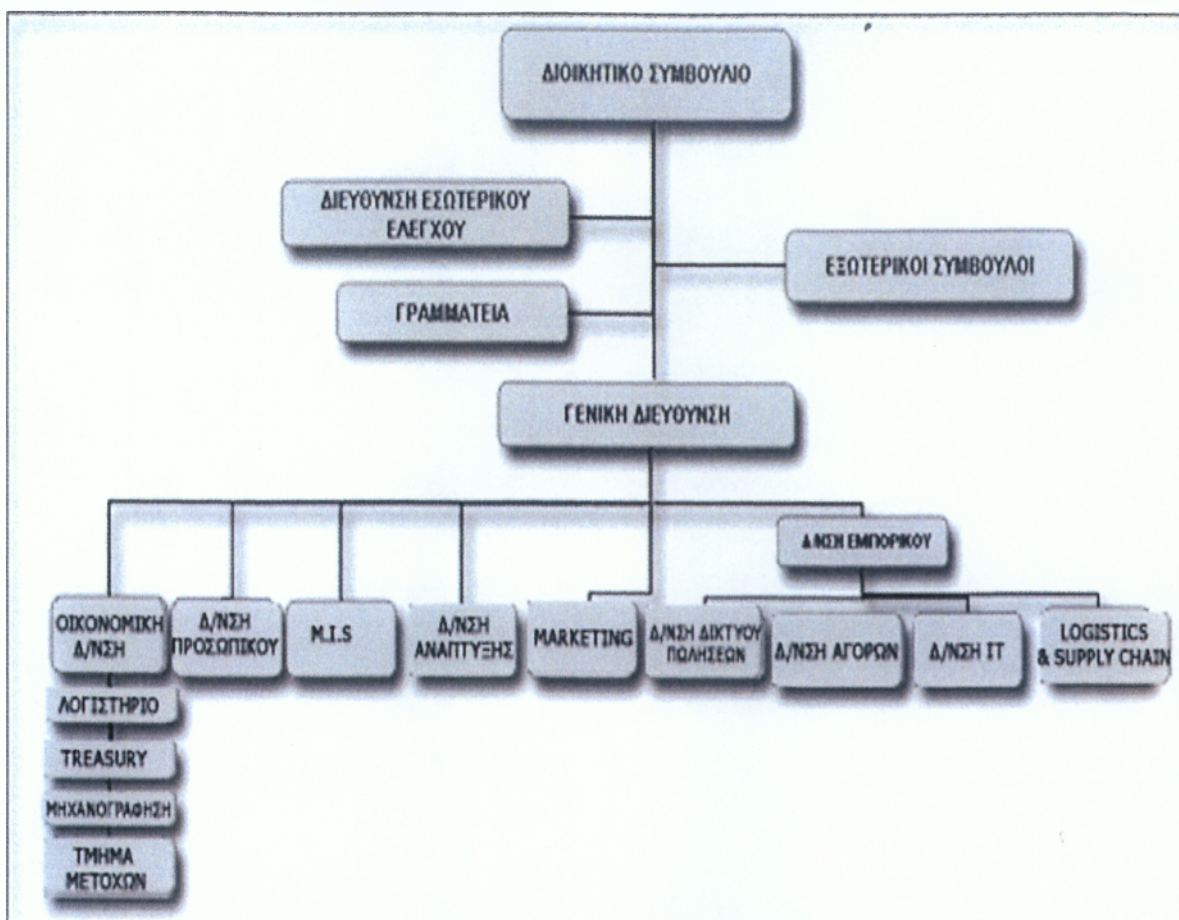 ΔΙΟΙΚΗΤΙΚΟ ΣΥΜΒΟΥΛΙΟ
ΔΙΕΥΘΥΝΣΗ ΕΣΩΤΕΡΙΚΟΥ
ΕΛΕΓΧΟΥ
ΕΞΩΤΕΡΙΚΟΙ ΣΥΜΒΟΥΛΟΙ
ΓΡΑΜΜΑΤΕΙΑ
ΓΕΝΙΚΗ ΔΙΕΥΘΥΝΣΗ
Δ/ΝΣΗ ΕΜΠΟΡΙΚΟΥ
ΟΙΚΟΝΟΜΙΚΗ
Δ/ΝΣΗ
Δ/ΝΣΗ
ΠΡΟΣΩΠΙΚΟΥ
M.I.S
Δ/ΝΣΗ
ΑΝΑΠΤΥΞΗΣ
MARKETING
Δ/ΝΣΗ ΔΙΚΤΥΟΥ
ΠΩΛΗΣΕΩΝ
Δ/ΝΣΗ ΑΓΟΡΩΝ
Δ/ΝΣΗ IT
LOGISTICS
& SUPPLY CHAIN
ΛΟΓΙΣΤΗΡΙΟ
TREASURY
ΜΗΧΑΝΟΓΡΑΦΗΣΗ
ΤΜΗΜΑ
ΜΕΤΟΧΩΝ